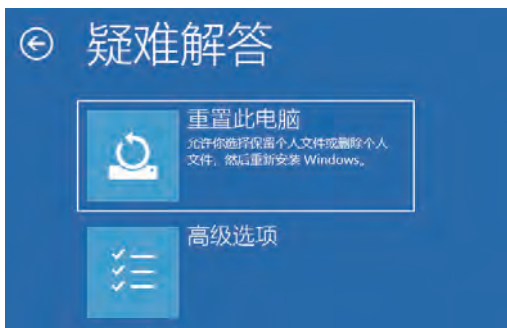 疑难解答
重置此电脑
允许你选择保留个人文件或删除个人
文件，然后重新安装 Windows。
高级选项